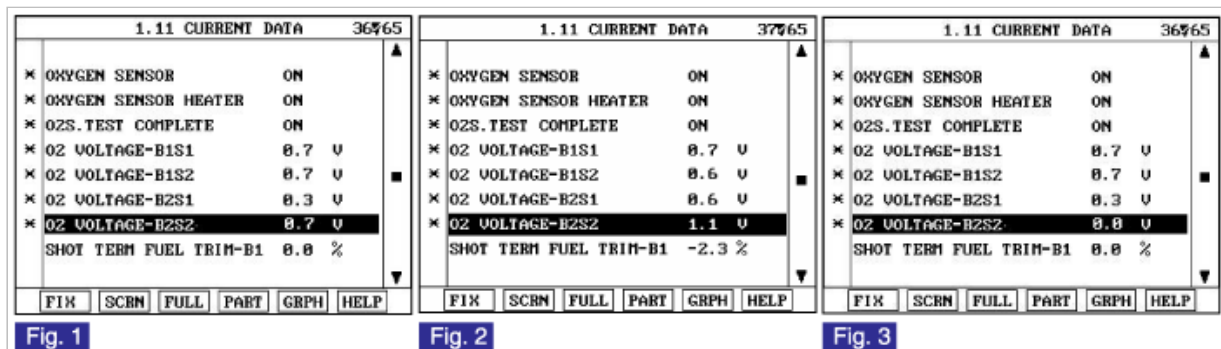 1.11 CURRENT DATA 36/65
× OXYGEN SENSOR ON
× OXYGEN SENSOR HEATER ON
× O2S.TEST COMPLETE ON
× O2 VOLTAGE-B1S1 0.7 V
× O2 VOLTAGE-B1S2 0.7 V
× O2 VOLTAGE-B2S1 0.3 V
× O2 VOLTAGE-B2S2 0.7 V
SHOT TERM FUEL TRIM-B1 0.0 %
FIX SCRN FULL PART GRPH HELP
Fig. 1
1.11 CURRENT DATA 37/65
× OXYGEN SENSOR ON
× OXYGEN SENSOR HEATER ON
× O2S.TEST COMPLETE ON
× O2 VOLTAGE-B1S1 0.7 V
× O2 VOLTAGE-B1S2 0.6 V
× O2 VOLTAGE-B2S1 0.6 V
× O2 VOLTAGE-B2S2 1.1 V
SHOT TERM FUEL TRIM-B1 -2.3 %
FIX SCRN FULL PART GRPH HELP
Fig. 2
1.11 CURRENT DATA 36/65
× OXYGEN SENSOR ON
× OXYGEN SENSOR HEATER ON
× O2S.TEST COMPLETE ON
× O2 VOLTAGE-B1S1 0.7 V
× O2 VOLTAGE-B1S2 0.7 V
× O2 VOLTAGE-B2S1 0.3 V
× O2 VOLTAGE-B2S2 0.0 V
SHOT TERM FUEL TRIM-B1 0.0 %
FIX SCRN FULL PART GRPH HELP
Fig. 3